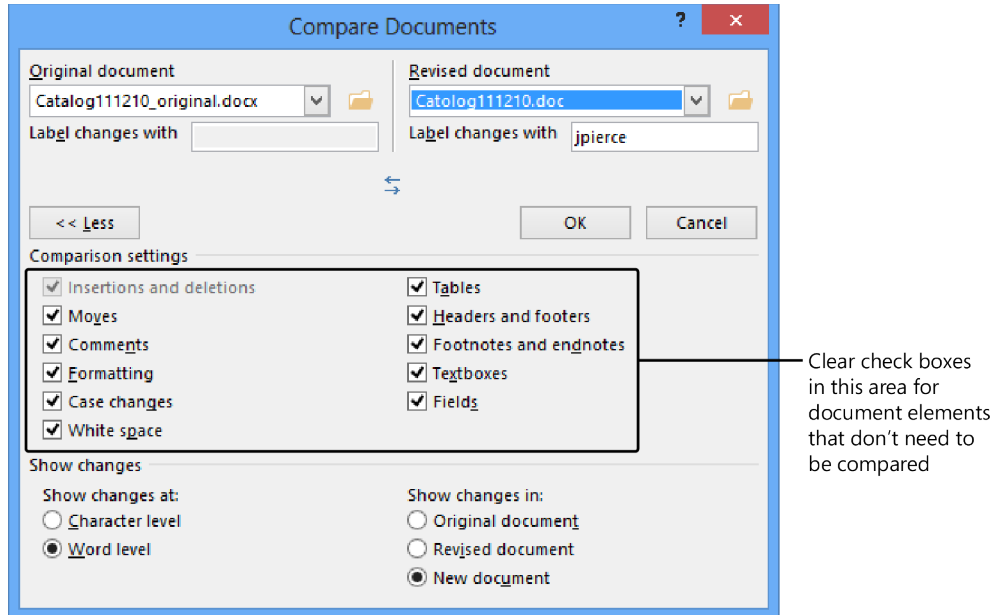 Compare Documents ?
Original document
Catalog111210_original.docx
Label changes with
Revised document
Catolog111210.doc
Label changes with jpierce
<< Less
OK
Cancel
Comparison settings
Insertions and deletions
Moves
Comments
Formatting
Case changes
White space
Tables
Headers and footers
Footnotes and endnotes
Textboxes
Fields
Clear check boxes
in this area for
document elements
that don't need to
be compared
Show changes
Show changes at:
Character level
Word level
Show changes in:
Original document
Revised document
New document